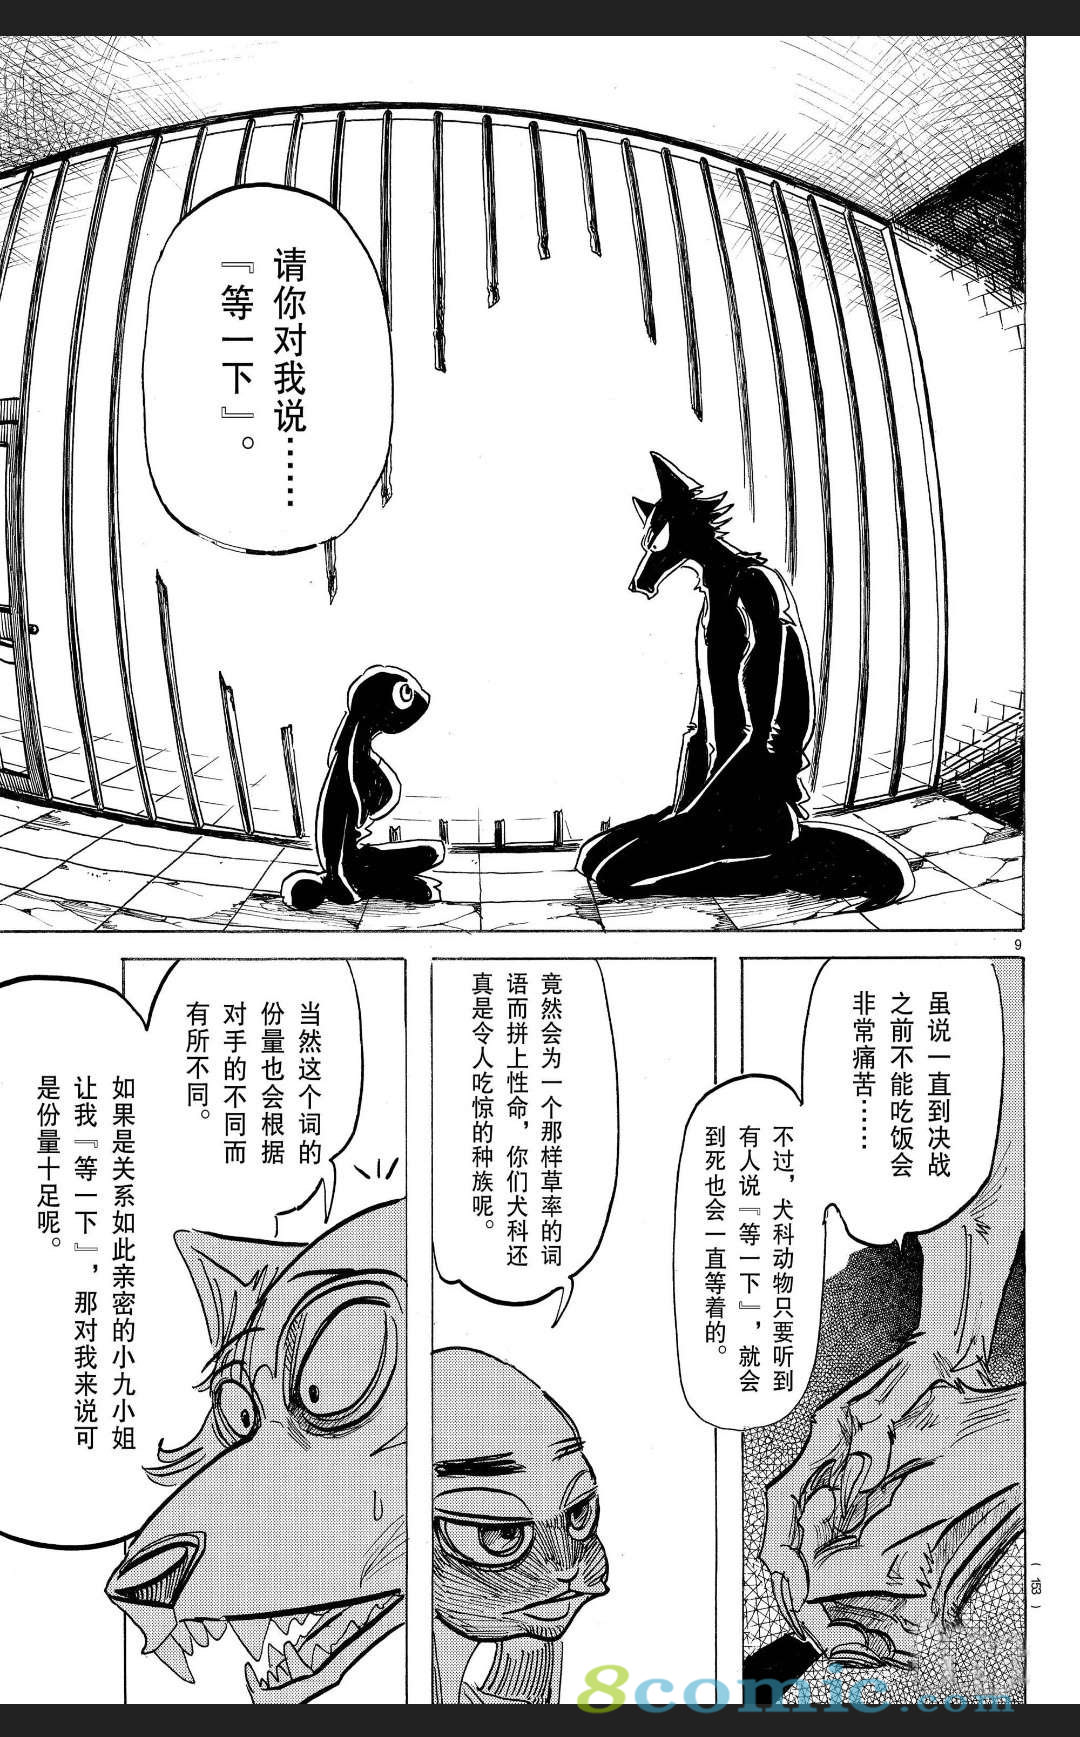 请你对我说……
『等一下』。
9
虽说一直到决战
之前不能吃饭会
非常痛苦……
不过，犬科动物只要听到
有人说『等一下』，就会
到死也会一直等着的。
竟然会为一个那样草率的词
语而拼上性命，你们犬科还
真是令人吃惊的种族呢。
当然这个词的
份量也会根据
对手的不同而
有所不同。
如果是关系如此亲密的小九小姐
让我『等一下』，那对我来说可
是份量十足呢。
(153)
8comic.com